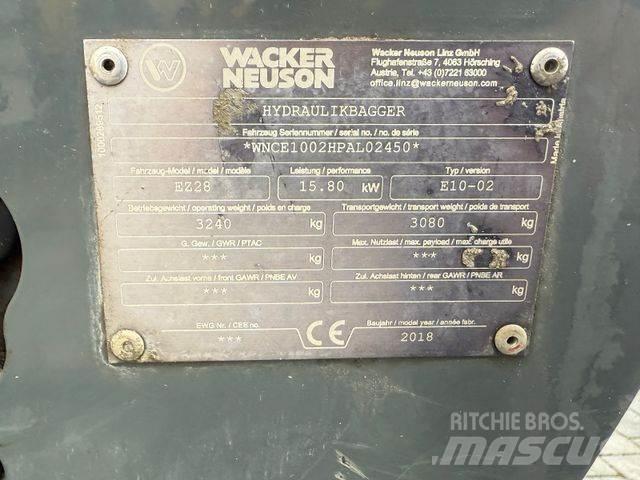 WACKER
NEUSON
Wacker Neuson Linz GmbH
Flughafenstraße 7, 4063 Hörsching
Austria, Tel. +43 (0)7221 63000
office.linz@wackerneuson.com
HYDRAULIKBAGGER
Fahrzeug Seriennummer / serial no. / no. de série
*WNCE1002HPAL02450*
Fahrzeug-Model / model / modèle
Leistung / performance
Typ / version
EZ28
15.80 kW
E10-02
Betriebsgewicht / operating weight / poids en charge
Transportgewicht / transport weight / poids de transport
3240 kg
3080 kg
G. Gew. / GWR / PTAC
Max. Nutzlast / max. payload / max. charge utile
*** kg
*** kg
Zul. Achslast vorne / front GAWR / PNBE AV
Zul. Achslast hinten / rear GAWR / PNBE AR
*** kg
*** kg
EWG Nr. / CEE no.
***
CE
Baujahr / model year / année fabr.
2018
Made in Austria
RITCHIE BROS.
MASCUS